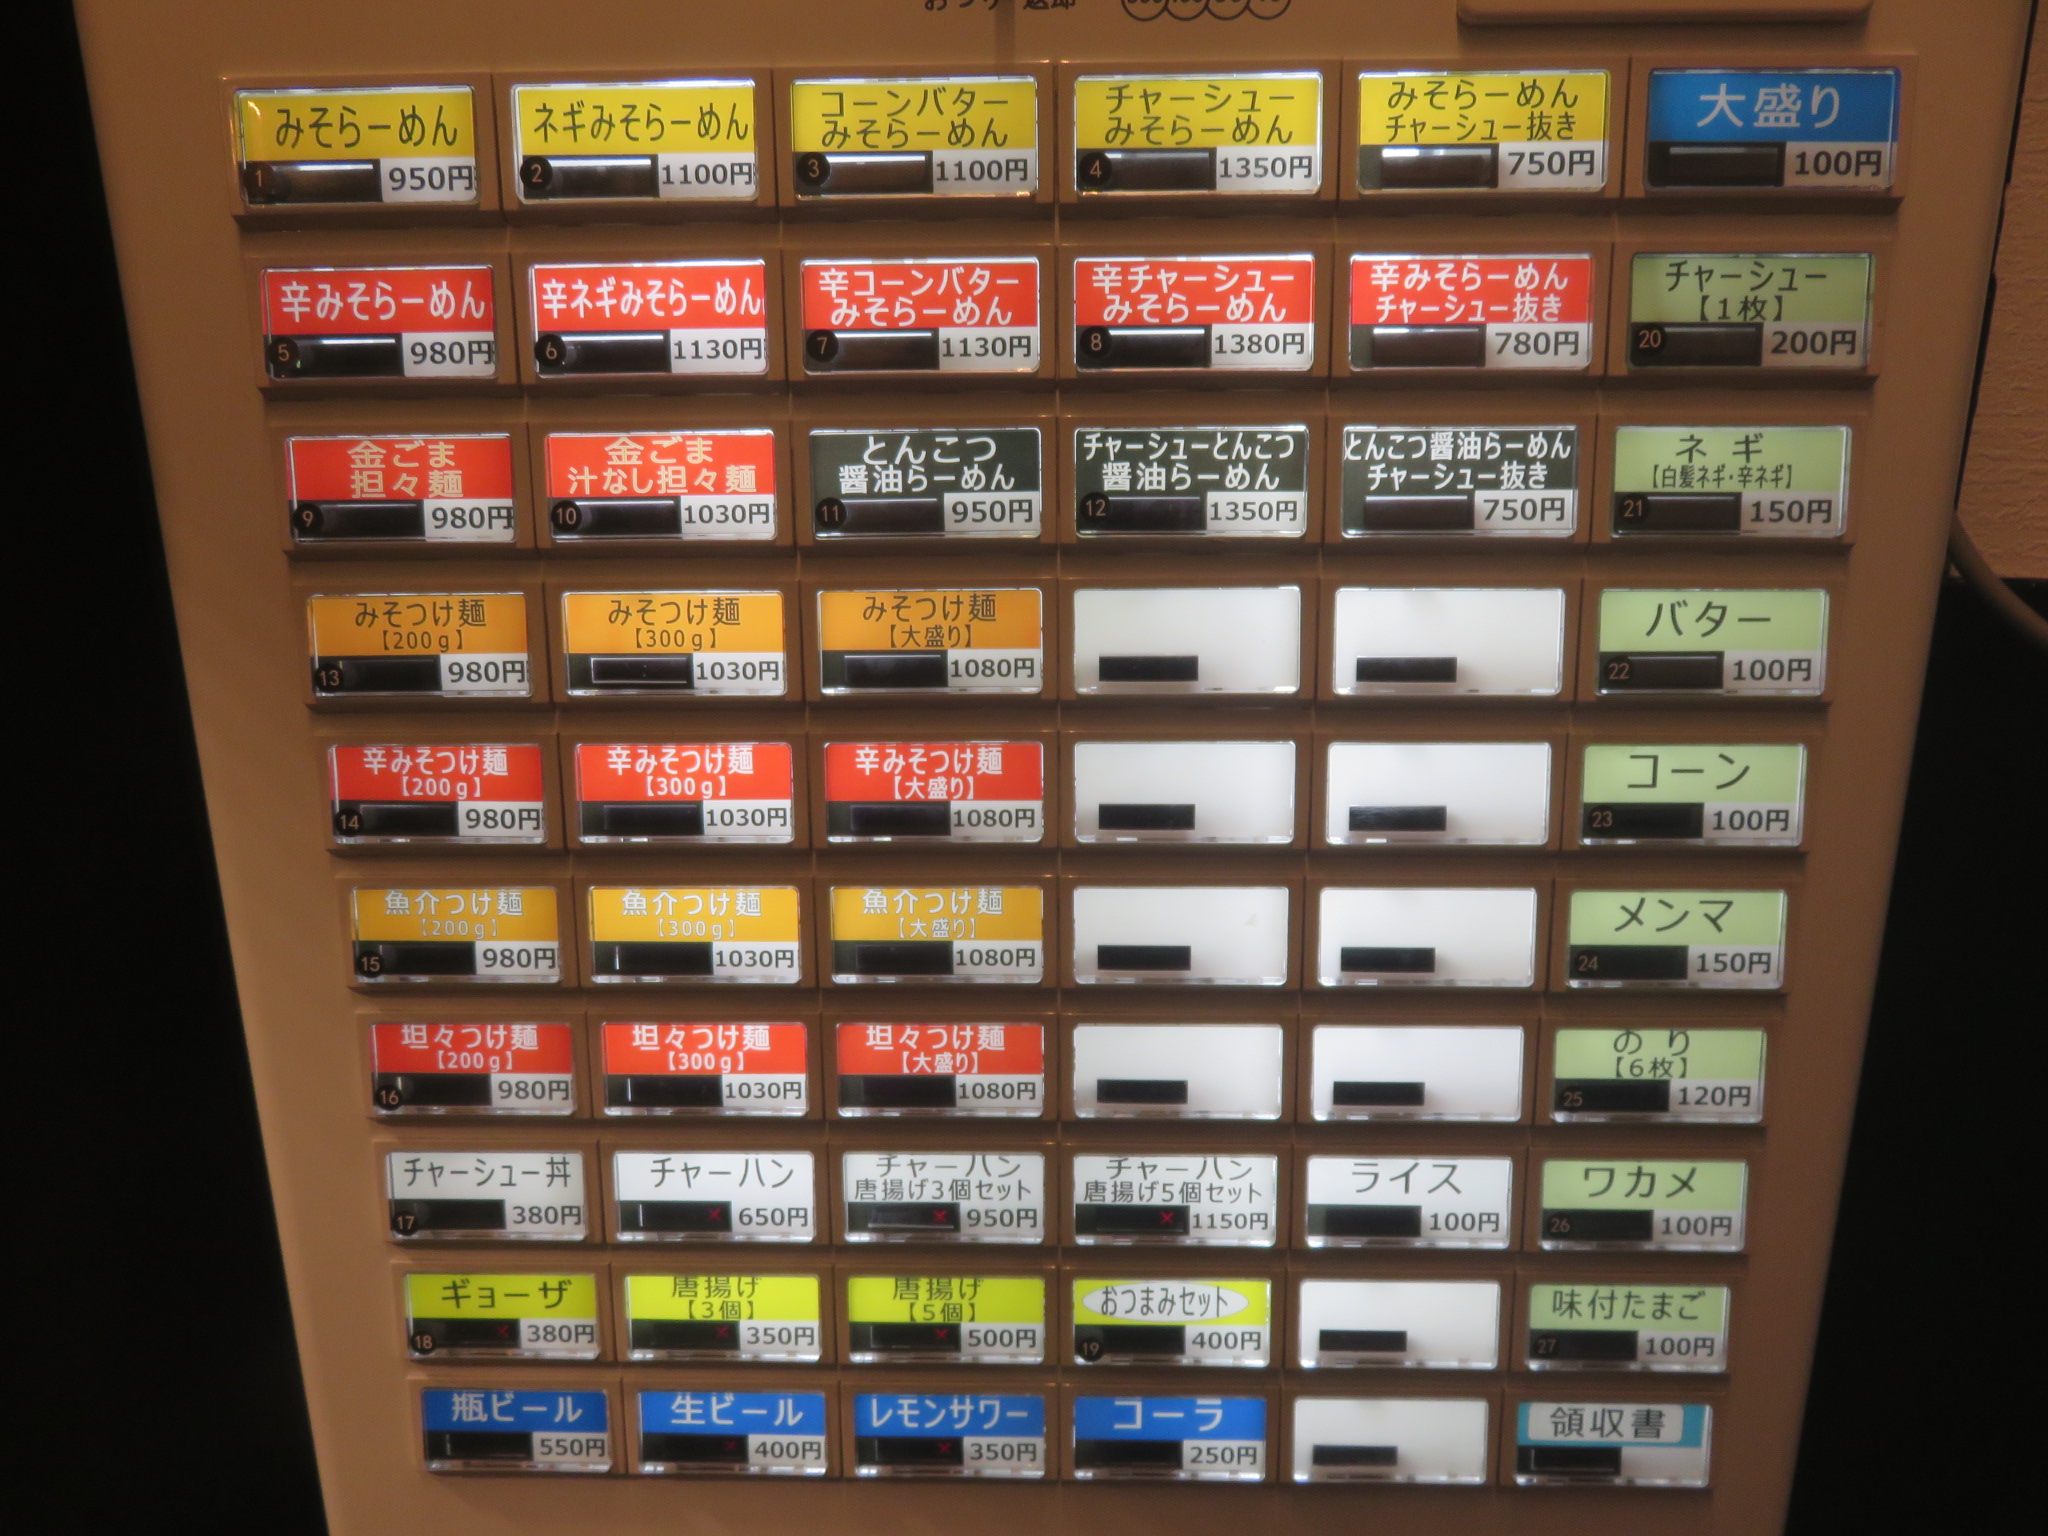 みそらーめん
1 950円
ネギみそらーめん
2 1100円
コーンバター
みそらーめん
3 1100円
チャーシュー
みそらーめん
4 1350円
みそらーめん
チャーシュー抜き
750円
大盛り
100円
辛みそらーめん
5 980円
辛ネギみそらーめん
6 1130円
辛コーンバター
みそらーめん
7 1130円
辛チャーシュー
みそらーめん
8 1380円
辛みそらーめん
チャーシュー抜き
780円
チャーシュー
【1枚】
20 200円
金ごま
担々麺
9 980円
金ごま
汁なし担々麺
10 1030円
とんこつ
醤油らーめん
11 950円
チャーシューとんこつ
醤油らーめん
12 1350円
とんこつ醤油らーめん
チャーシュー抜き
750円
ネギ
【白髪ネギ・辛ネギ】
21 150円
みそつけ麺
【200g】
13 980円
みそつけ麺
【300g】
1030円
みそつけ麺
【大盛り】
1080円
バター
22 100円
辛みそつけ麺
【200g】
14 980円
辛みそつけ麺
【300g】
1030円
辛みそつけ麺
【大盛り】
1080円
コーン
23 100円
魚介つけ麺
【200g】
15 980円
魚介つけ麺
【300g】
1030円
魚介つけ麺
【大盛り】
1080円
メンマ
24 150円
坦々つけ麺
【200g】
16 980円
坦々つけ麺
【300g】
1030円
坦々つけ麺
【大盛り】
1080円
のり
【6枚】
25 120円
チャーシュー丼
17 380円
チャーハン
× 650円
チャーハン
唐揚げ3個セット
× 950円
チャーハン
唐揚げ5個セット
× 1150円
ライス
100円
ワカメ
26 100円
ギョーザ
18 × 380円
唐揚げ
【3個】
× 350円
唐揚げ
【5個】
× 500円
おつまみセット
19 400円
味付たまご
27 100円
瓶ビール
550円
生ビール
× 400円
レモンサワー
× 350円
コーラ
250円
領収書